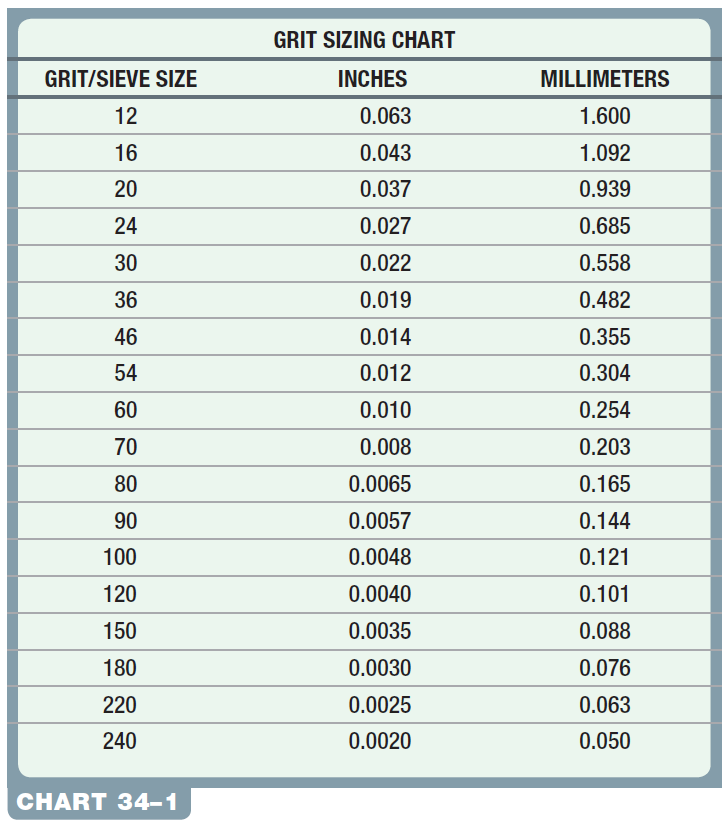 GRIT SIZING CHART
GRIT/SIEVE SIZE INCHES MILLIMETERS
12 0.063 1.600
16 0.043 1.092
20 0.037 0.939
24 0.027 0.685
30 0.022 0.558
36 0.019 0.482
46 0.014 0.355
54 0.012 0.304
60 0.010 0.254
70 0.008 0.203
80 0.0065 0.165
90 0.0057 0.144
100 0.0048 0.121
120 0.0040 0.101
150 0.0035 0.088
180 0.0030 0.076
220 0.0025 0.063
240 0.0020 0.050
CHART 34–1